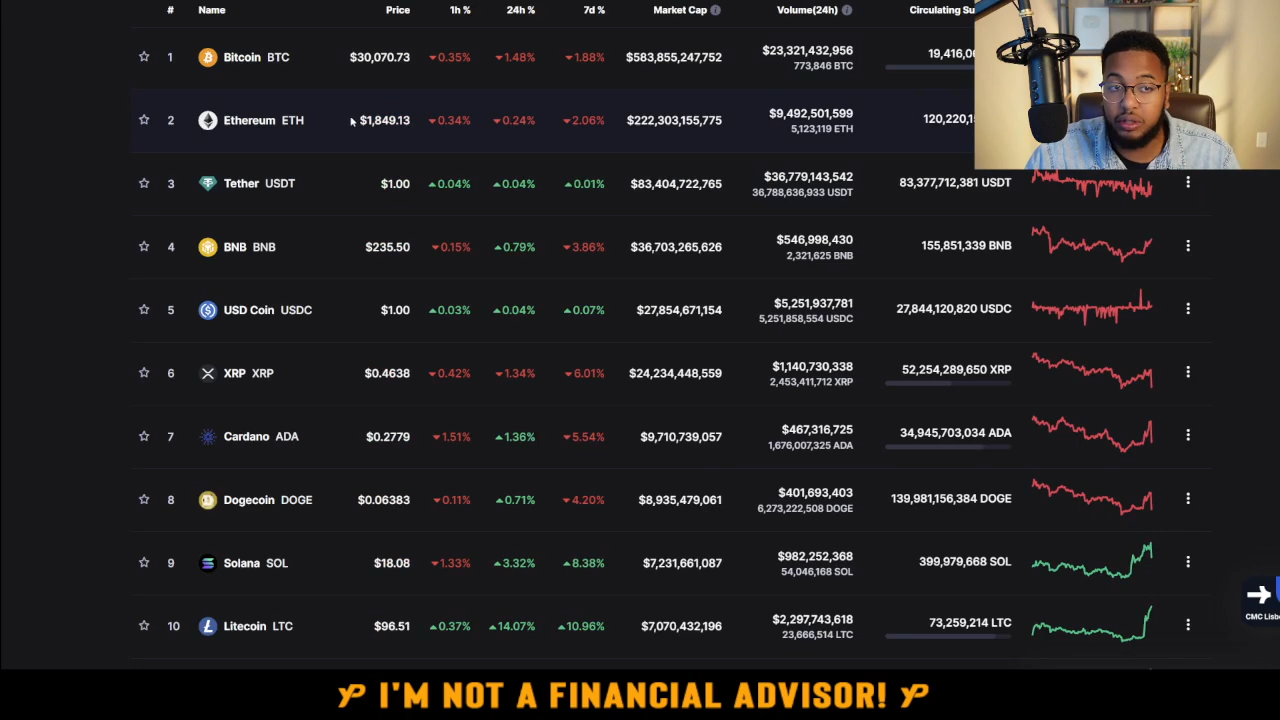 # Name Price 1h % 24h % 7d % Market Cap Volume(24h) Circulating Su
1 Bitcoin BTC $30,070.73 0.35% 1.48% 1.88% $583,855,247,752 $23,321,432,956 19,416,0
773,846 BTC
2 Ethereum ETH $1,849.13 0.34% 0.24% 2.06% $222,303,155,775 $9,492,501,599 120,220,1
5,123,119 ETH
3 Tether USDT $1.00 0.04% 0.04% 0.01% $83,404,722,765 $36,779,143,542 83,377,712,381 USDT
36,788,636,933 USDT
4 BNB BNB $235.50 0.15% 0.79% 3.86% $36,703,265,626 $546,998,430 155,851,339 BNB
2,321,625 BNB
5 USD Coin USDC $1.00 0.03% 0.04% 0.07% $27,854,671,154 $5,251,937,781 27,844,120,820 USDC
5,251,858,554 USDC
6 XRP XRP $0.4638 0.42% 1.34% 6.01% $24,234,448,559 $1,140,730,338 52,254,289,650 XRP
2,453,411,712 XRP
7 Cardano ADA $0.2779 1.51% 1.36% 5.54% $9,710,739,057 $467,316,725 34,945,703,034 ADA
1,676,007,325 ADA
8 Dogecoin DOGE $0.06383 0.11% 0.71% 4.20% $8,935,479,061 $401,693,403 139,981,156,384 DOGE
6,273,222,508 DOGE
9 Solana SOL $18.08 1.33% 3.32% 8.38% $7,231,661,087 $982,252,368 399,979,668 SOL
54,046,168 SOL
10 Litecoin LTC $96.51 0.37% 14.07% 10.96% $7,070,432,196 $2,297,743,618 73,259,214 LTC
23,666,514 LTC
CMC Lisb
YP I'M NOT A FINANCIAL ADVISOR! YP